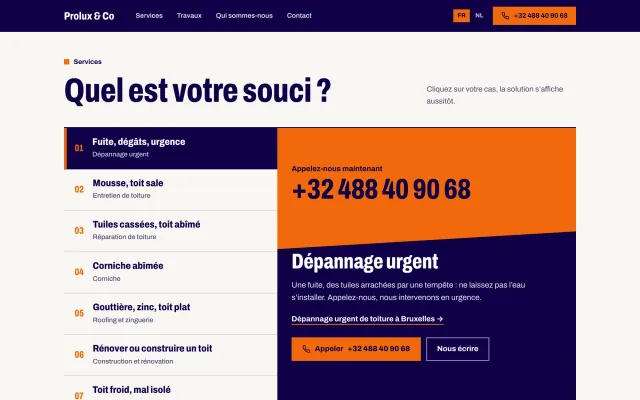 Prolux & Co
Services
Travaux
Qui sommes-nous
Contact
FR
NL
+32 488 40 90 68
Services
Quel est votre souci ?
Cliquez sur votre cas, la solution s'affiche
aussitôt.
01
Fuite, dégâts, urgence
Dépannage urgent
02
Mousse, toit sale
Entretien de toiture
03
Tuiles cassées, toit abîmé
Réparation de toiture
04
Corniche abîmée
Corniche
05
Gouttière, zinc, toit plat
Roofing et zinguerie
06
Rénover ou construire un toit
Construction et rénovation
07
Toit froid, mal isolé
Appelez-nous maintenant
+32 488 40 90 68
Dépannage urgent
Une fuite, des tuiles arrachées par une tempête : ne laissez pas l'eau
s'installer. Appelez-nous, nous intervenons en urgence.
Dépannage urgent de toiture à Bruxelles →
Appeler +32 488 40 90 68
Nous écrire